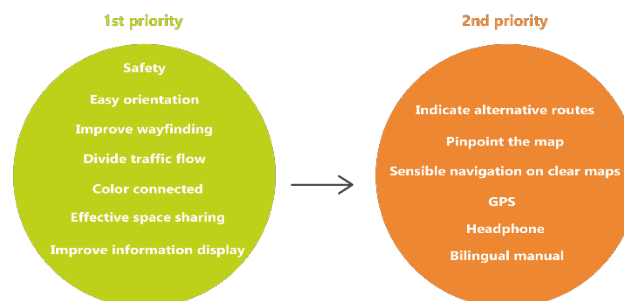 1st priority
Safety
Easy orientation
Improve wayfinding
Divide traffic flow
Color connected
Effective space sharing
Improve information display
2nd priority
Indicate alternative routes
Pinpoint the map
Sensible navigation on clear maps
GPS
Headphone
Bilingual manual